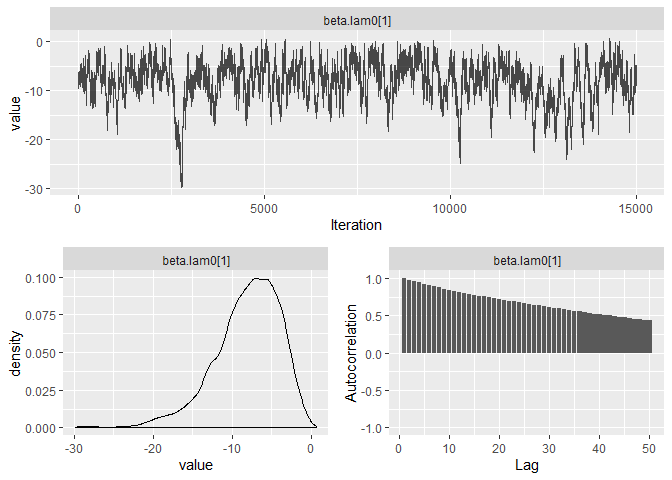 beta.lam0[1]
0
-10
-20
-30
value
0 5000 10000 15000
Iteration
beta.lam0[1]
0.100
0.075
0.050
0.025
0.000
density
-30 -20 -10 0
value
beta.lam0[1]
1.0
0.5
0.0
-0.5
-1.0
Autocorrelation
0 10 20 30 40 50
Lag